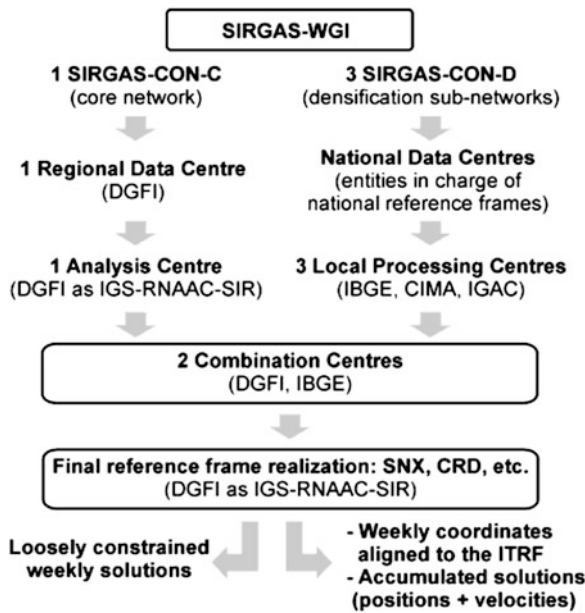 SIRGAS-WGI
1 SIRGAS-CON-C
(core network)
3 SIRGAS-CON-D
(densification sub-networks)
1 Regional Data Centre
(DGFI)
National Data Centres
(entities in charge of
national reference frames)
1 Analysis Centre
(DGFI as IGS-RNAAC-SIR)
3 Local Processing Centres
(IBGE, CIMA, IGAC)
2 Combination Centres
(DGFI, IBGE)
Final reference frame realization: SNX, CRD, etc.
(DGFI as IGS-RNAAC-SIR)
Loosely constrained
weekly solutions
- Weekly coordinates
aligned to the ITRF
- Accumulated solutions
(positions + velocities)